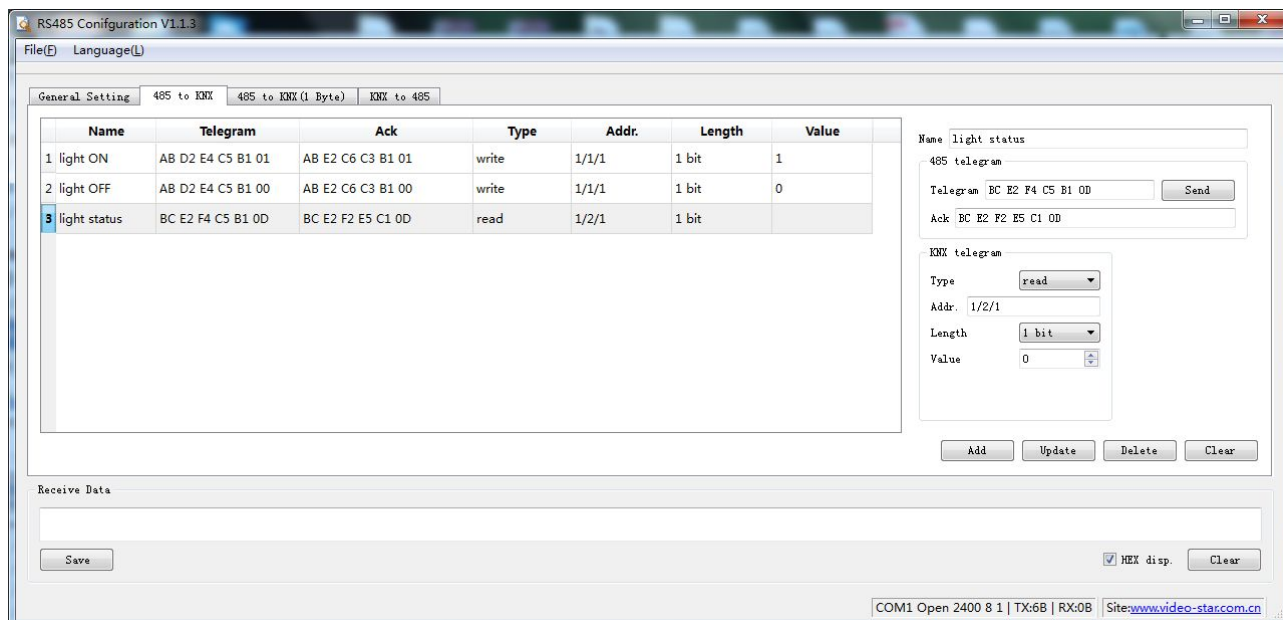 RS485 Conifguration V1.1.3
File(F) Language(L)
General Setting 485 to KNX 485 to KNX(1 Byte) KNX to 485
Name Telegram Ack Type Addr. Length Value
1 light ON AB D2 E4 C5 B1 01 AB E2 C6 C3 B1 01 write 1/1/1 1 bit 1
2 light OFF AB D2 E4 C5 B1 00 AB E2 C6 C3 B1 00 write 1/1/1 1 bit 0
3 light status BC E2 F4 C5 B1 0D BC E2 F2 E5 C1 0D read 1/2/1 1 bit
Name light status
485 telegram
Telegram BC E2 F4 C5 B1 0D Send
Ack BC E2 F2 E5 C1 0D
KNX telegram
Type read
Addr. 1/2/1
Length 1 bit
Value 0
Add Update Delete Clear
Receive Data
Save HEX disp. Clear
COM1 Open 2400 8 1 | TX:6B | RX:0B Site:www.video-star.com.cn